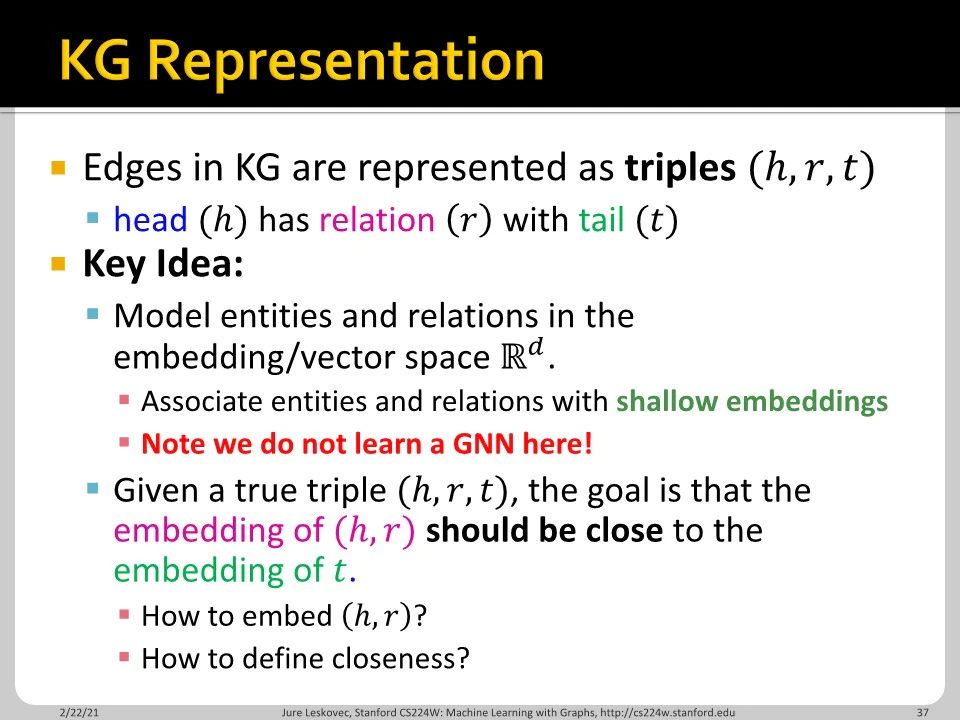 KG Representation
Edges in KG are represented as triples (h, r, t)
head (h) has relation (r) with tail (t)
Key Idea:
Model entities and relations in the
embedding/vector space ℝᵈ.
Associate entities and relations with shallow embeddings
Note we do not learn a GNN here!
Given a true triple (h, r, t), the goal is that the
embedding of (h, r) should be close to the
embedding of t.
How to embed (h, r)?
How to define closeness?
2/22/21 Jure Leskovec, Stanford CS224W: Machine Learning with Graphs, http://cs224w.stanford.edu 37